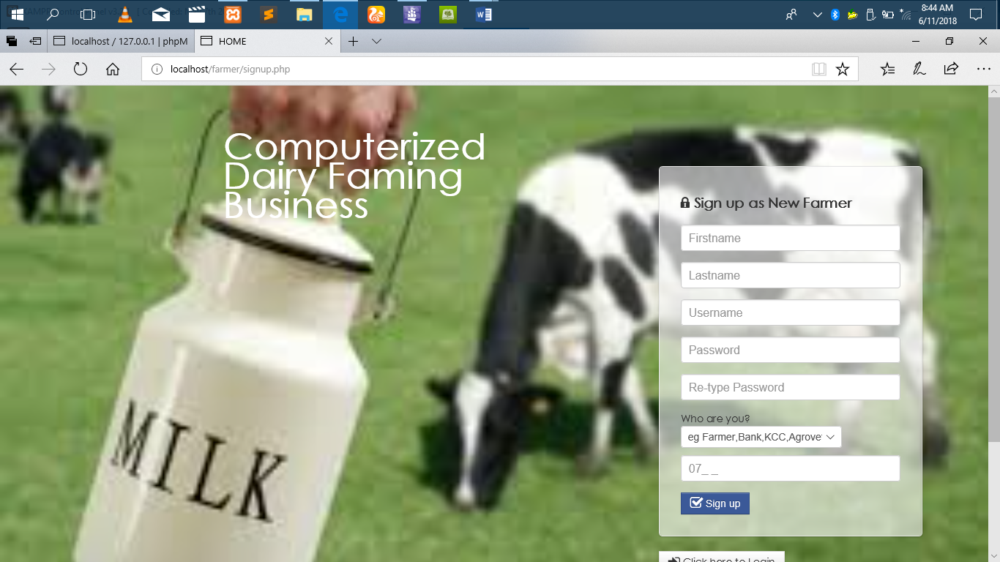 8:44 AM
6/11/2018
localhost / 127.0.0.1 | phpM
HOME
localhost/farmer/signup.php
Computerized
Dairy Faming
Business
MILK
Sign up as New Farmer
Firstname
Lastname
Username
Password
Re-type Password
Who are you?
eg Farmer,Bank,KCC,Agrove
07_ _
Sign up
Click here to Login